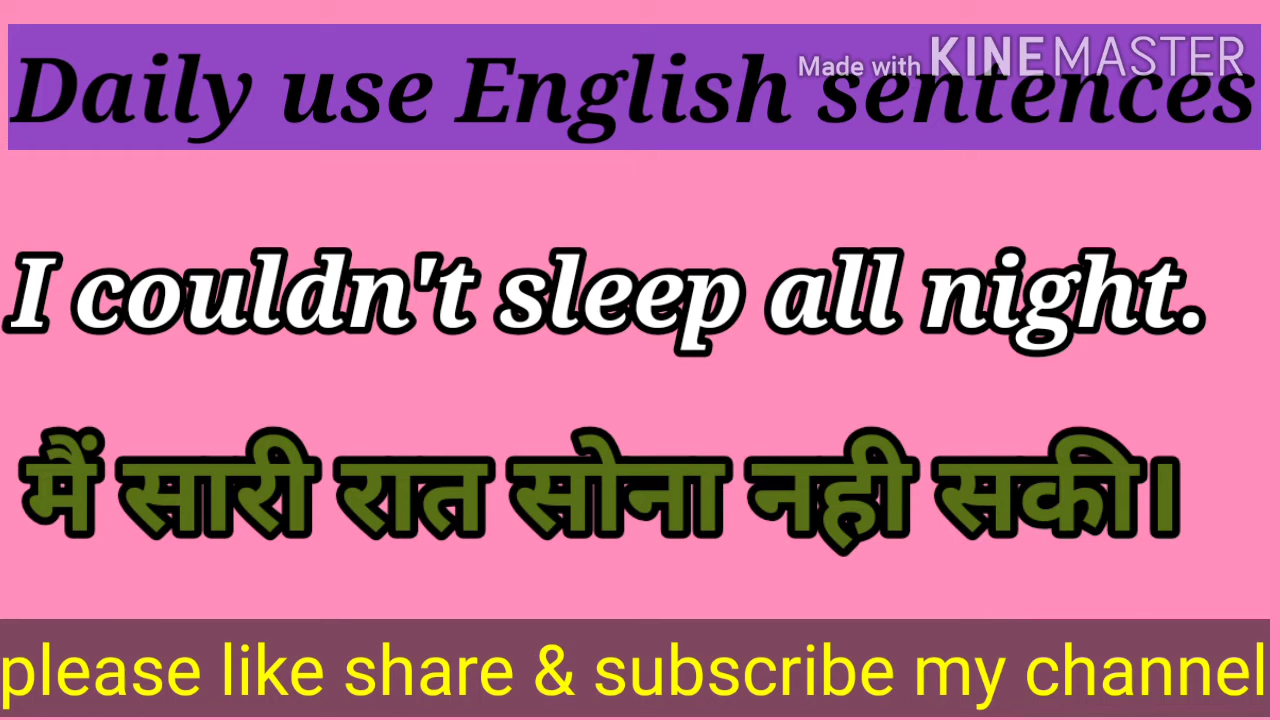 Made with KINEMASTER
Daily use English sentences
I couldn't sleep all night.
मैं सारी रात सोना नही सकी।
please like share & subscribe my channel